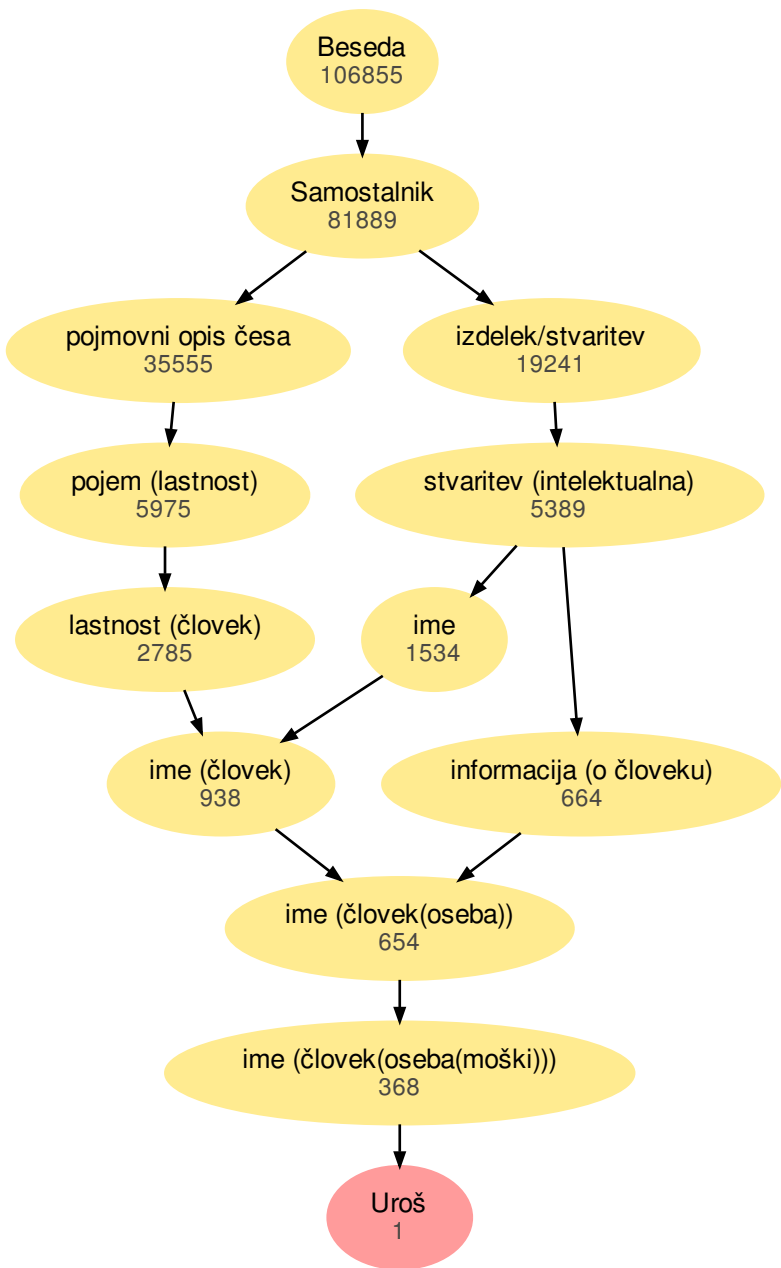 Beseda
106855
Samostalnik
81889
pojmovni opis česa
35555
izdelek/stvaritev
19241
pojem (lastnost)
5975
stvaritev (intelektualna)
5389
lastnost (človek)
2785
ime
1534
ime (človek)
938
informacija (o človeku)
664
ime (človek(oseba))
654
ime (človek(oseba(moški)))
368
Uroš
1